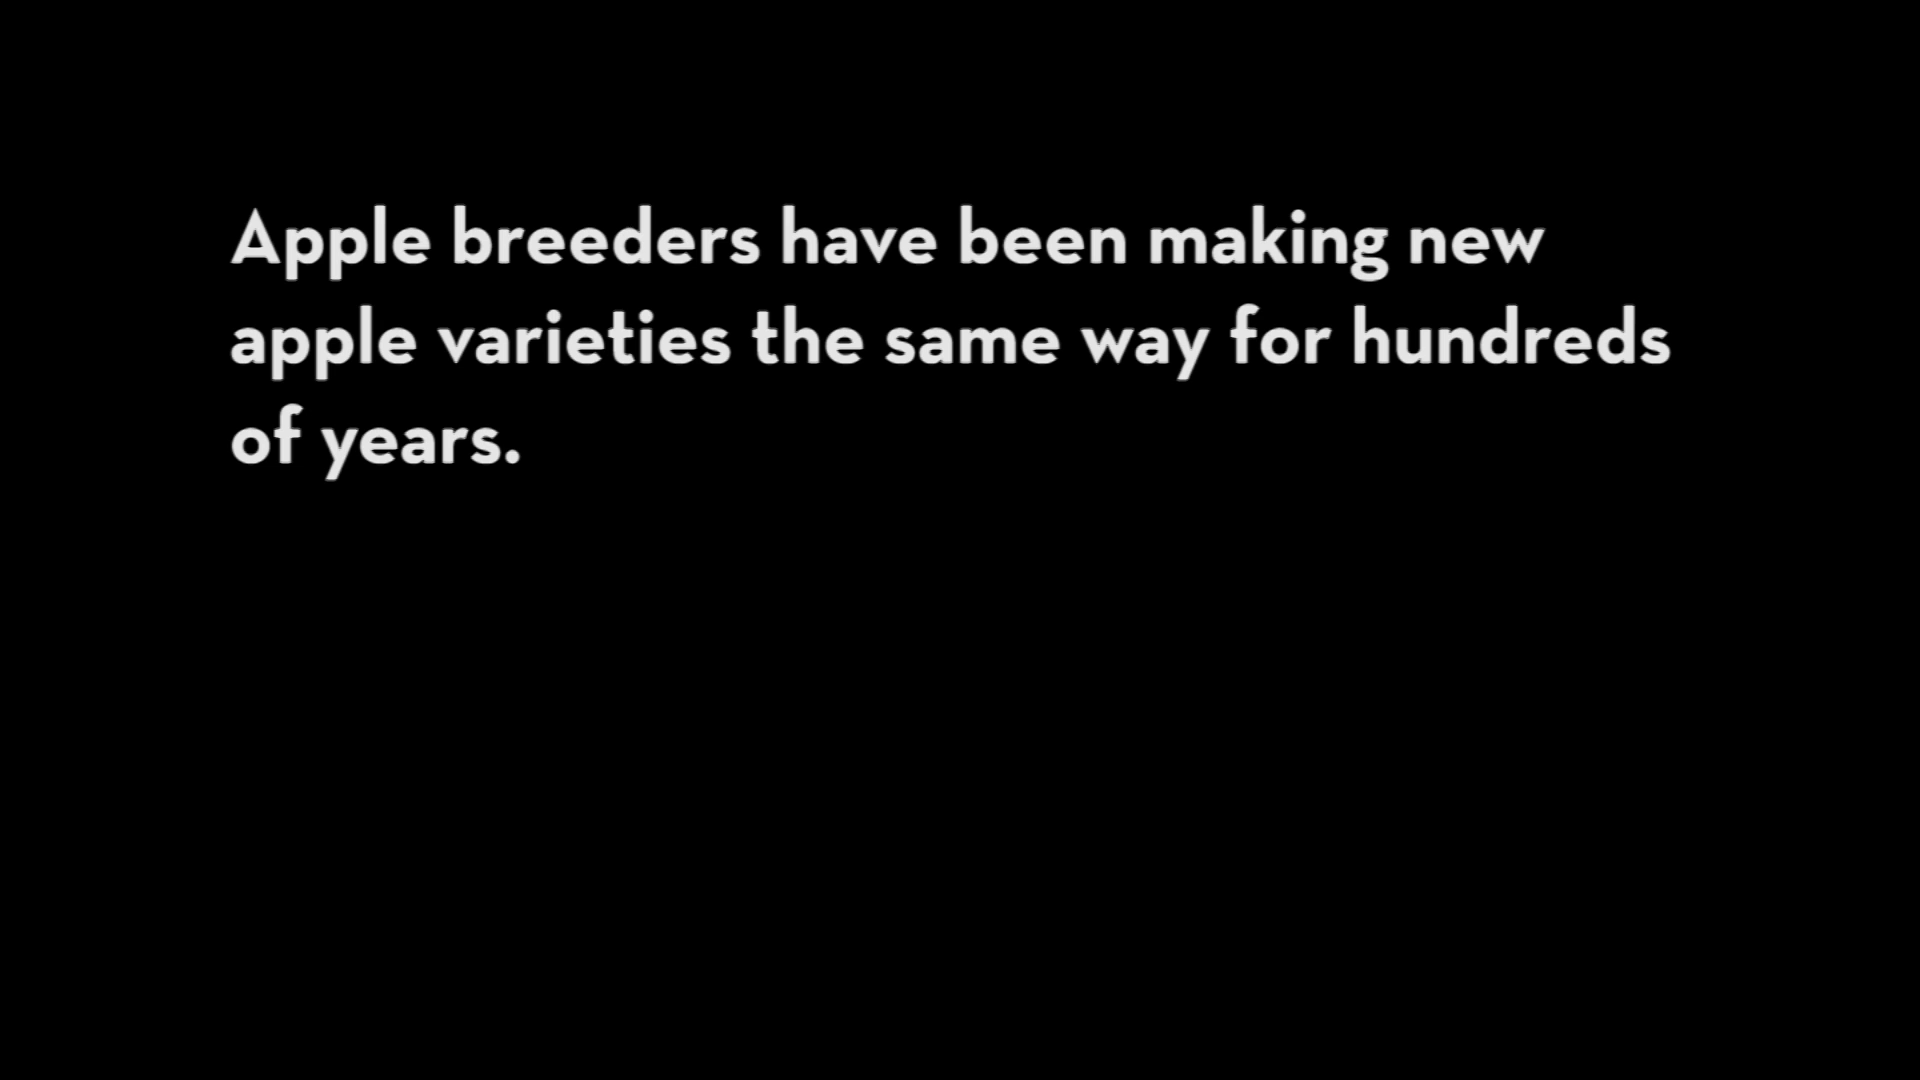 Apple breeders have been making new
apple varieties the same way for hundreds
of years.